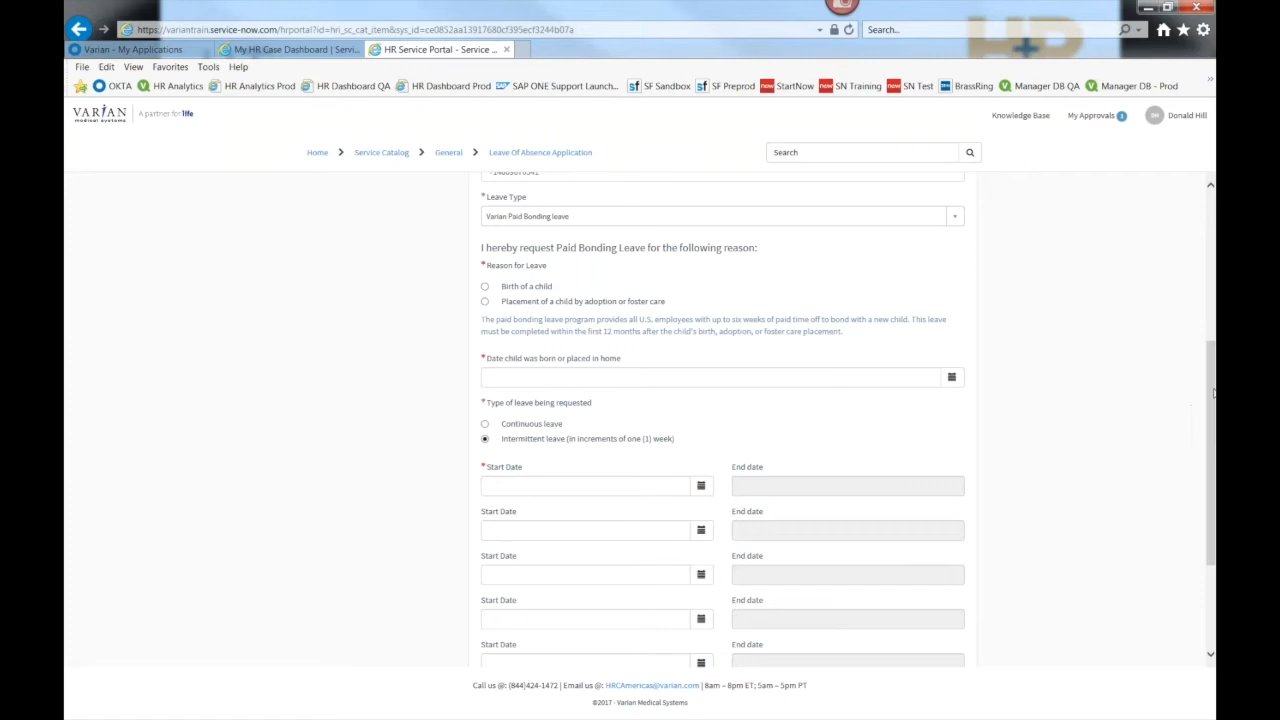 https://variantrain.service-now.com/hrportal?id=hri_sc_cat_item&sys_id=ce0852aa13917680cf395ecf3244b07a
Search...
Varian - My Applications
My HR Case Dashboard | Servi...
HR Service Portal - Service ...
File Edit View Favorites Tools Help
OKTA HR Analytics Prod HR Analytics Prod HR Dashboard QA HR Dashboard Prod SAP ONE Support Launch... SF Sandbox SF Preprod StartNow SN Training SN Test BrassRing Manager DB QA Manager DB - Prod
VARIAN medical systems A partner for life
Knowledge Base My Approvals 1 DH Donald Hill
Home Service Catalog General Leave Of Absence Application
Search
* Leave Type
Varian Paid Bonding leave
I hereby request Paid Bonding Leave for the following reason:
* Reason for Leave
Birth of a child
Placement of a child by adoption or foster care
The paid bonding leave program provides all U.S. employees with up to six weeks of paid time off to bond with a new child. This leave
must be completed within the first 12 months after the child's birth, adoption, or foster care placement.
* Date child was born or placed in home
* Type of leave being requested
Continuous leave
Intermittent leave (in increments of one (1) week)
* Start Date End date
Start Date End date
Start Date End date
Start Date End date
Start Date End date
Call us @: (844)424-1472 | Email us @: HRCAmericas@varian.com | 8am – 8pm ET; 5am – 5pm PT
©2017 - Varian Medical Systems